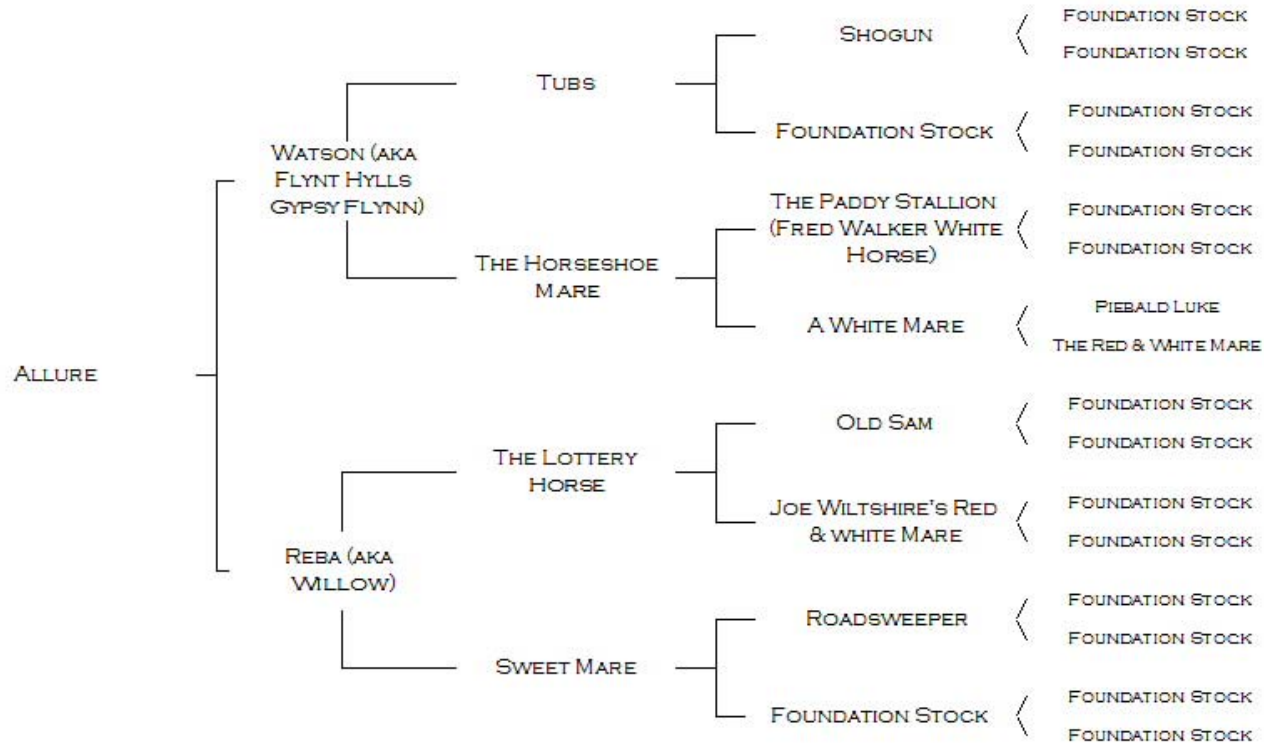 Foundation Stock
Shogun
Foundation Stock
Tubs
Foundation Stock
Foundation Stock
Foundation Stock
Watson (aka
Flynt Hylls
Gypsy Flynn)
The Paddy Stallion
(Fred Walker White
Horse)
Foundation Stock
Foundation Stock
The Horseshoe
Mare
A White Mare
Piebald Luke
The Red & White Mare
Allure
Old Sam
Foundation Stock
Foundation Stock
The Lottery
Horse
Joe Wiltshire's Red
& white Mare
Foundation Stock
Foundation Stock
Reba (aka
Willow)
Roadsweeper
Foundation Stock
Foundation Stock
Sweet Mare
Foundation Stock
Foundation Stock
Foundation Stock